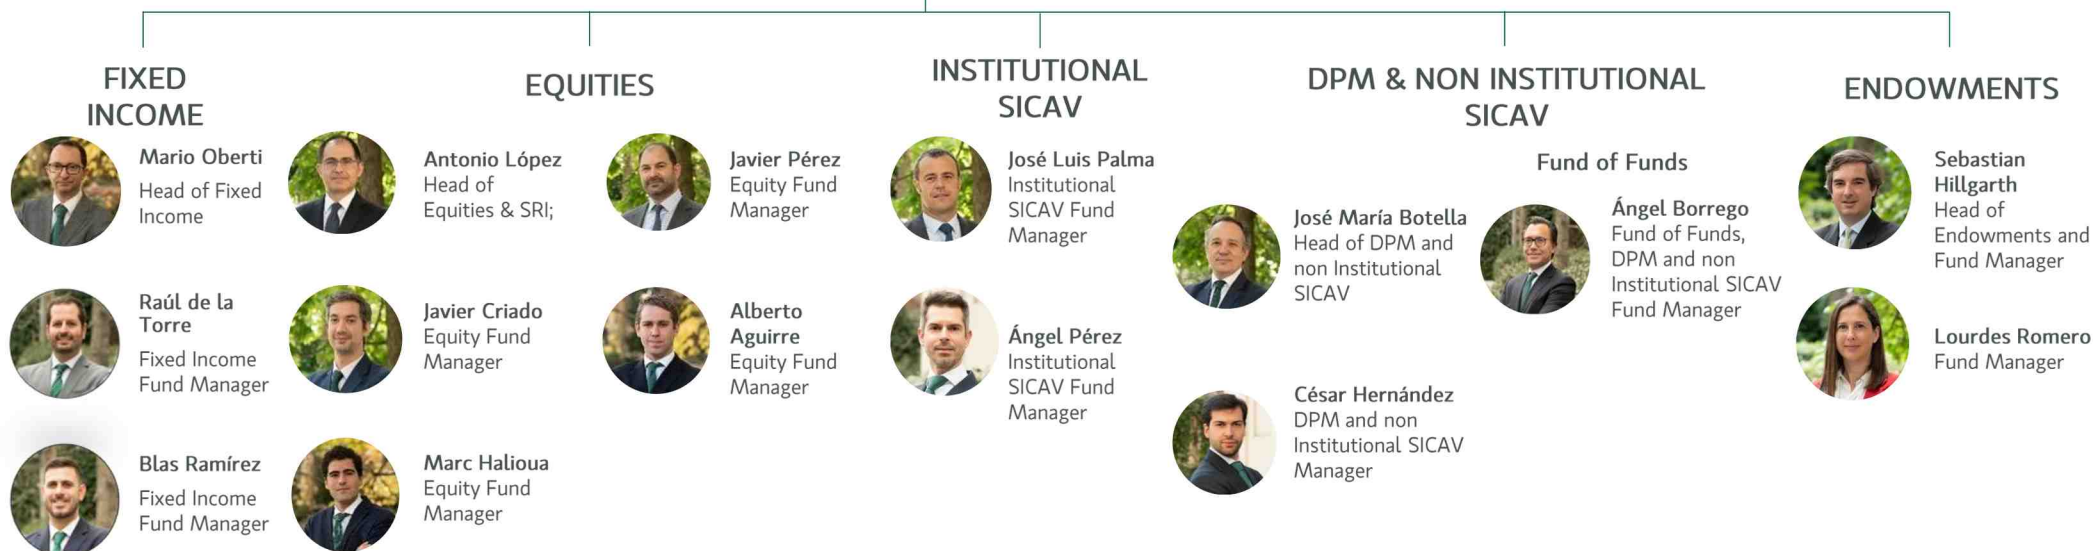 FIXED
INCOME
Mario Oberti
Head of Fixed
Income
Raúl de la
Torre
Fixed Income
Fund Manager
Blas Ramírez
Fixed Income
Fund Manager
EQUITIES
Antonio López
Head of
Equities & SRI;
Javier Criado
Equity Fund
Manager
Marc Halioua
Equity Fund
Manager
Javier Pérez
Equity Fund
Manager
Alberto
Aguirre
Equity Fund
Manager
INSTITUTIONAL
SICAV
José Luis Palma
Institutional
SICAV Fund
Manager
Ángel Pérez
Institutional
SICAV Fund
Manager
DPM & NON INSTITUTIONAL
SICAV
José María Botella
Head of DPM and
non Institutional
SICAV
César Hernández
DPM and non
Institutional SICAV
Manager
Fund of Funds
Ángel Borrego
Fund of Funds,
DPM and non
Institutional SICAV
Fund Manager
ENDOWMENTS
Sebastian
Hillgarth
Head of
Endowments and
Fund Manager
Lourdes Romero
Fund Manager